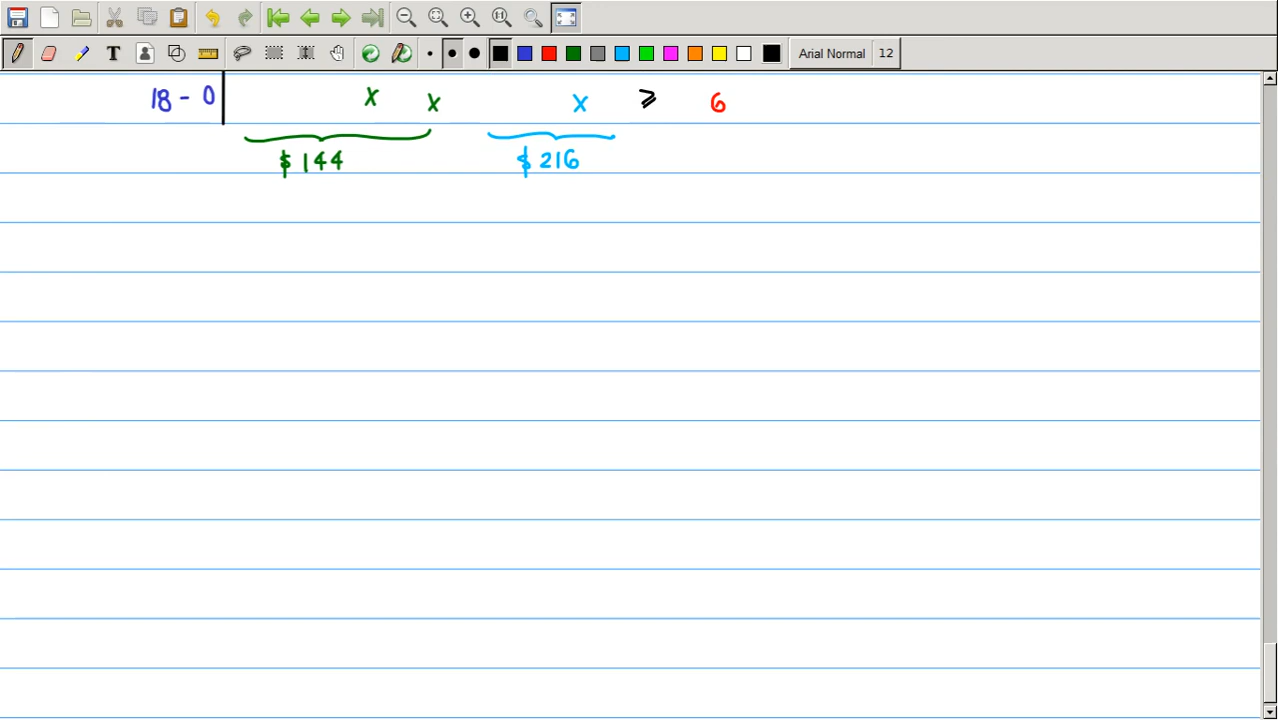 Arial Normal 12
18 - 0 x x x ⩾ 6
$ 144 $ 216